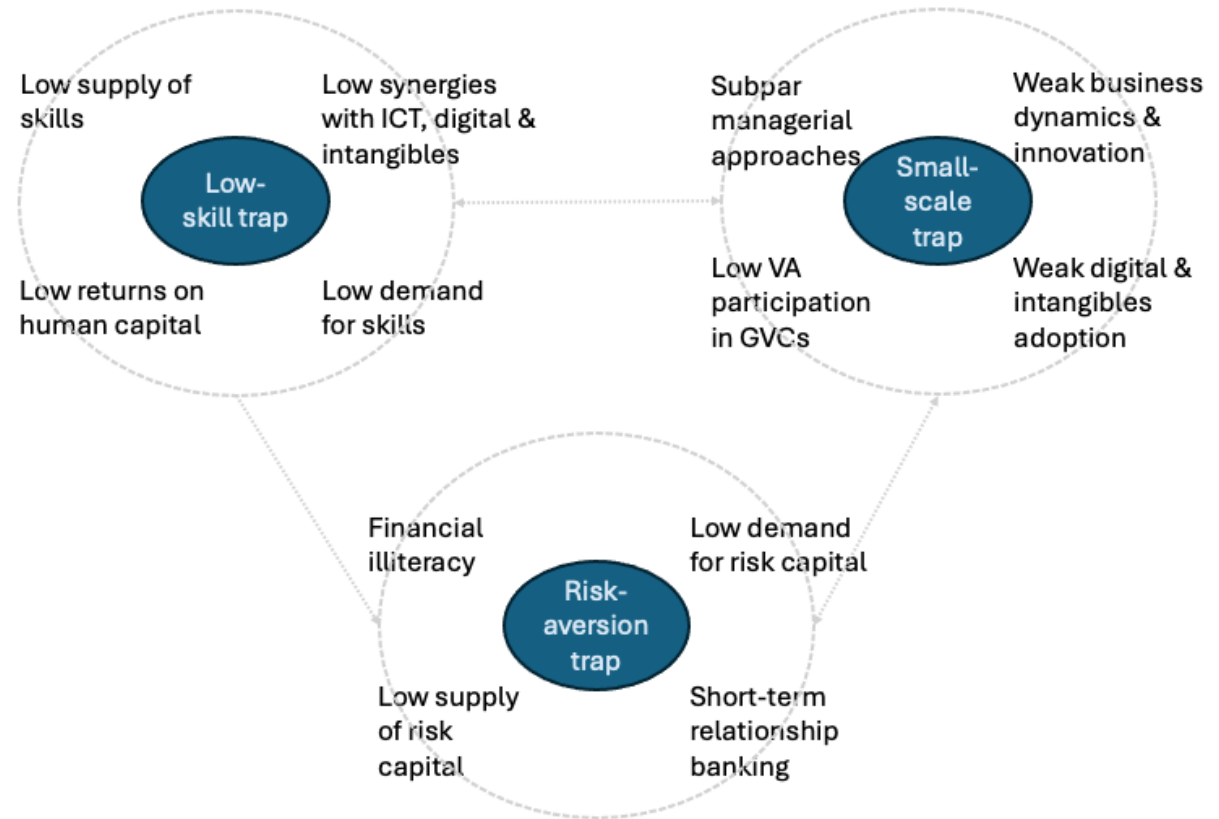 Low supply of
skills
Low synergies
with ICT, digital &
intangibles
Low-
skill trap
Low returns on
human capital
Low demand
for skills
Subpar
managerial
approaches
Weak business
dynamics &
innovation
Small-
scale
trap
Low VA
participation
in GVCs
Weak digital &
intangibles
adoption
Financial
illiteracy
Low demand
for risk capital
Risk-
aversion
trap
Low supply
of risk
capital
Short-term
relationship
banking